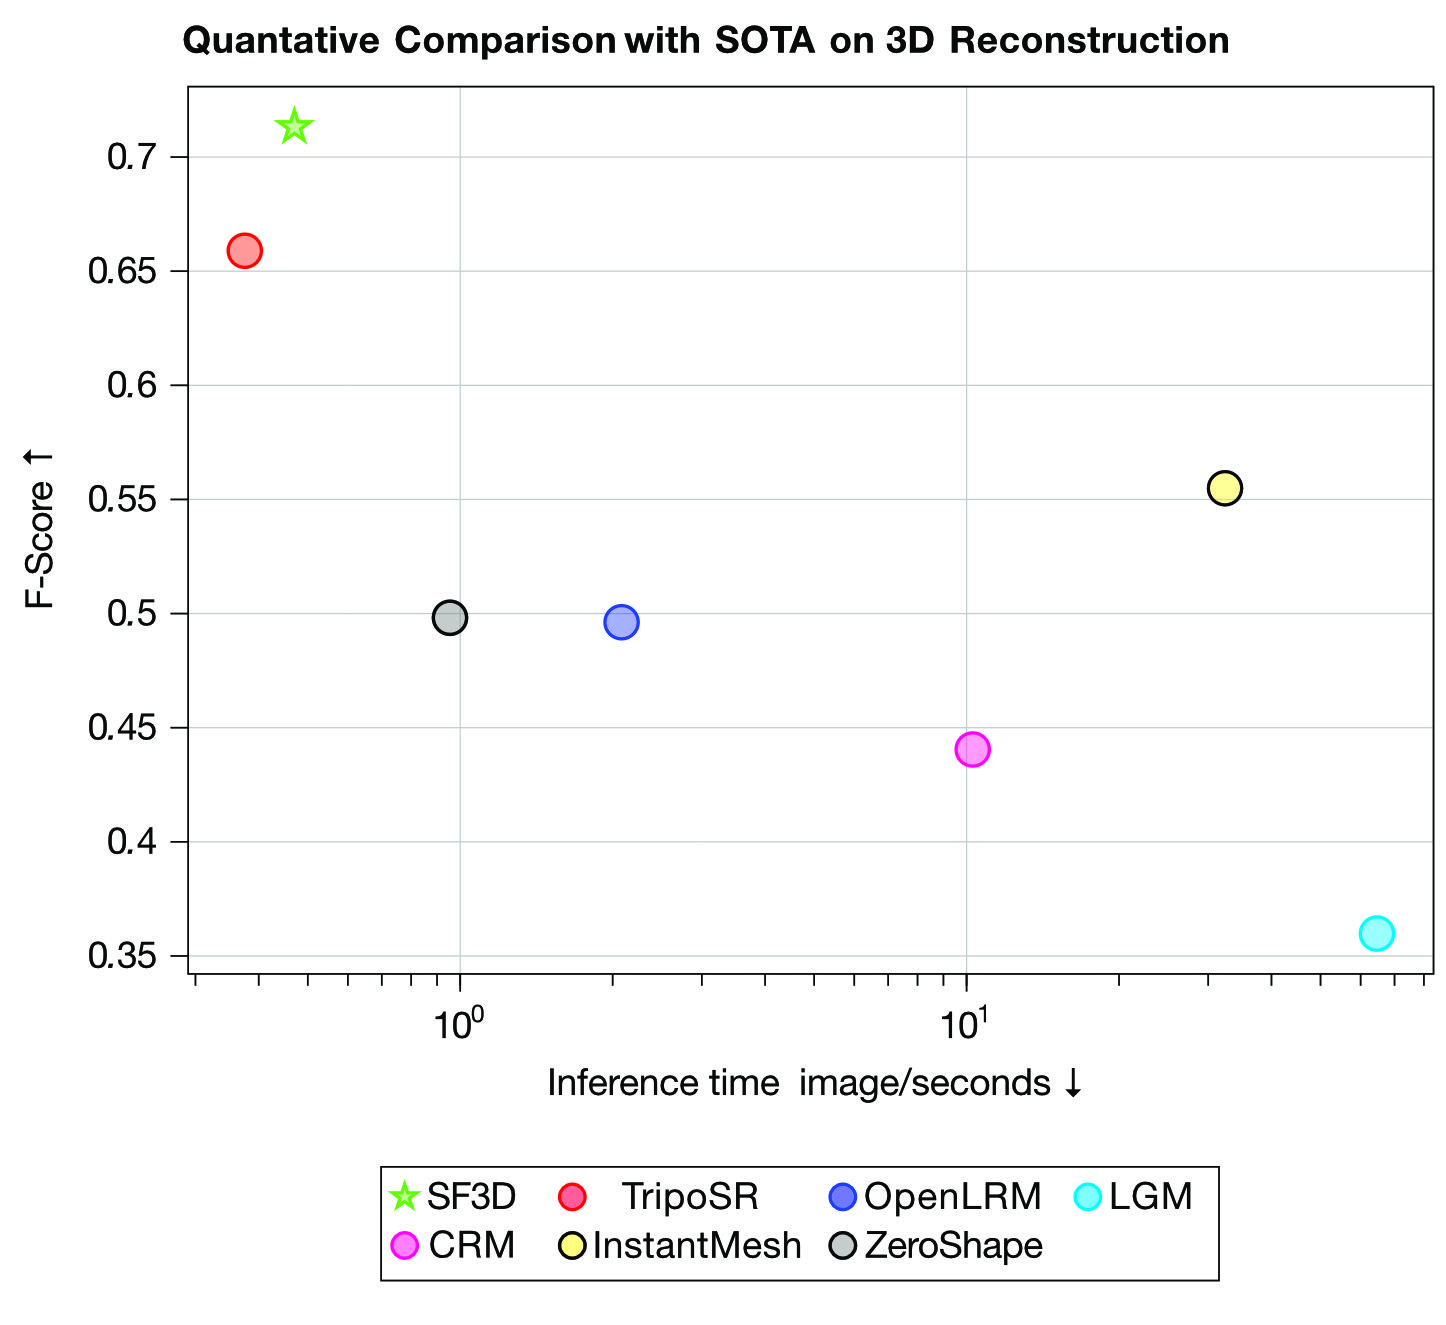 Quantative Comparison with SOTA on 3D Reconstruction
0.7
0.65
0.6
0.55
0.5
0.45
0.4
0.35
F-Score ↑
10⁰ 10¹
Inference time image/seconds ↓
SF3D TripoSR OpenLRM LGM
CRM InstantMesh ZeroShape